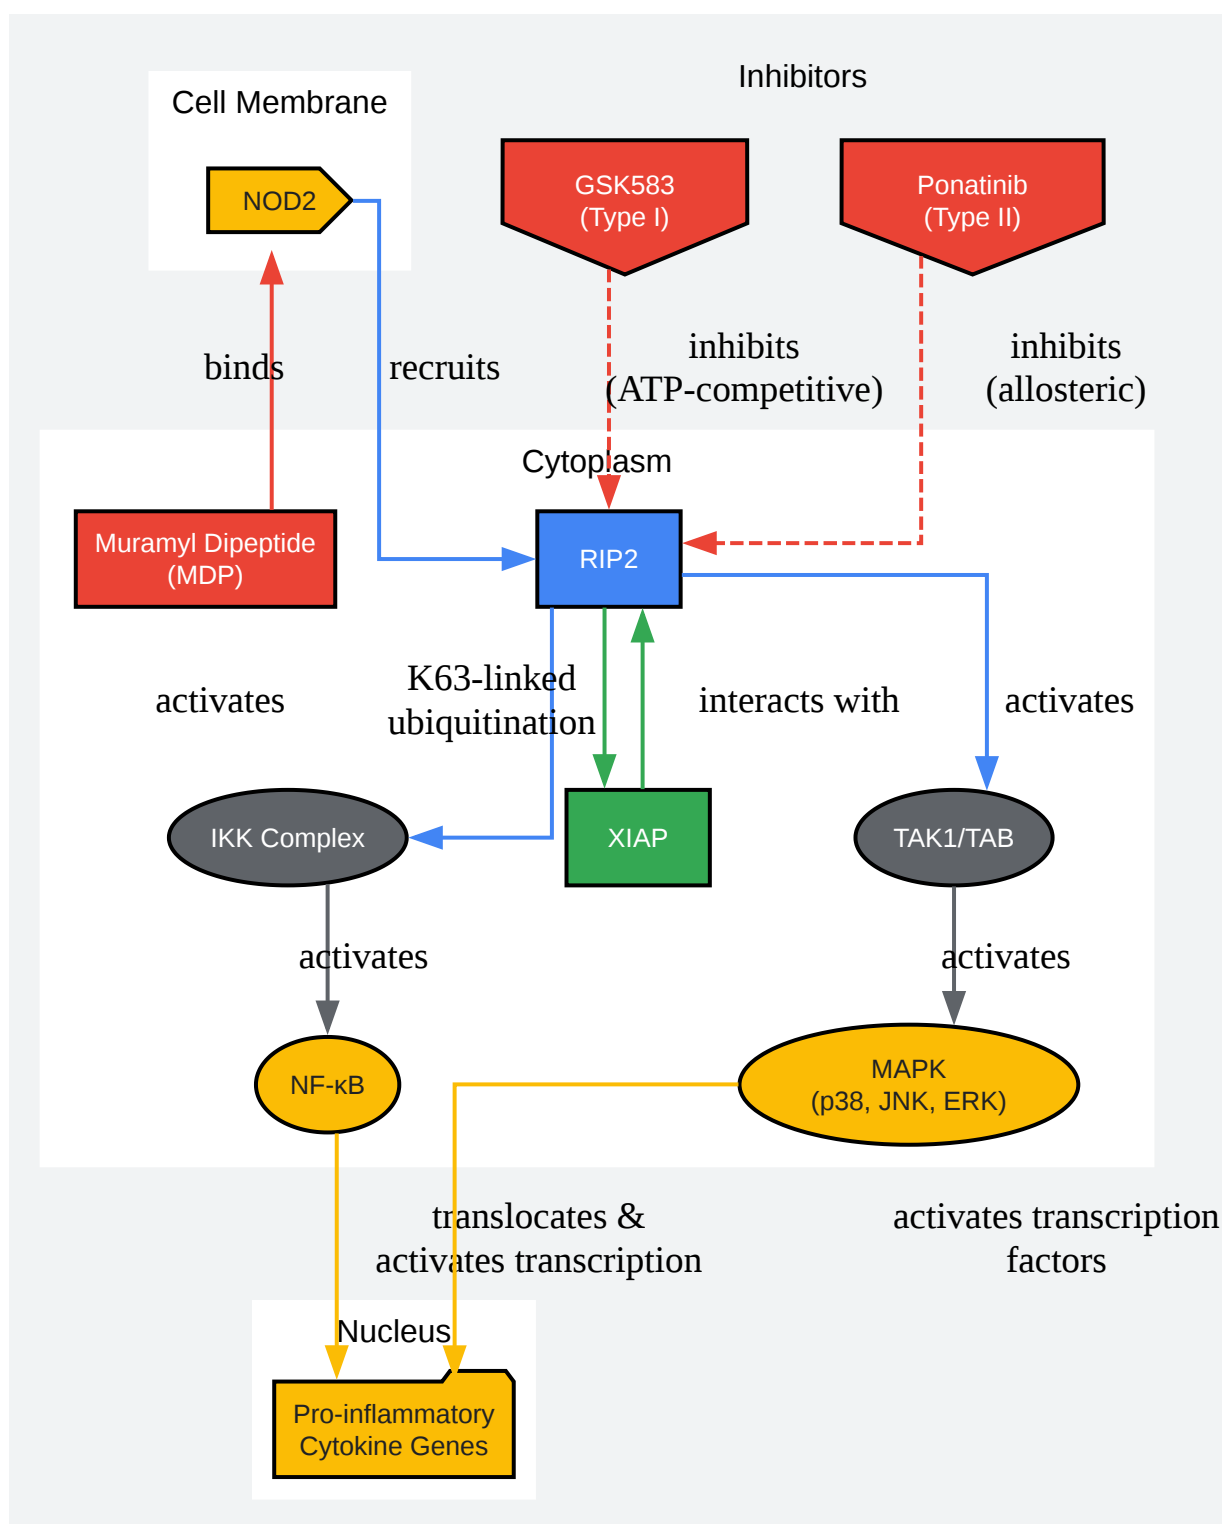 Inhibitors
Cell Membrane
GSK583
(Type I)
Ponatinib
(Type II)
NOD2
binds
recruits
inhibits
(ATP-competitive)
inhibits
(allosteric)
Cytoplasm
Muramyl Dipeptide
(MDP)
RIP2
activates
K63-linked
ubiquitination
interacts with
activates
IKK Complex
XIAP
TAK1/TAB
activates
activates
NF-κB
MAPK
(p38, JNK, ERK)
translocates &
activates transcription
activates transcription
factors
Nucleus
Pro-inflammatory
Cytokine Genes